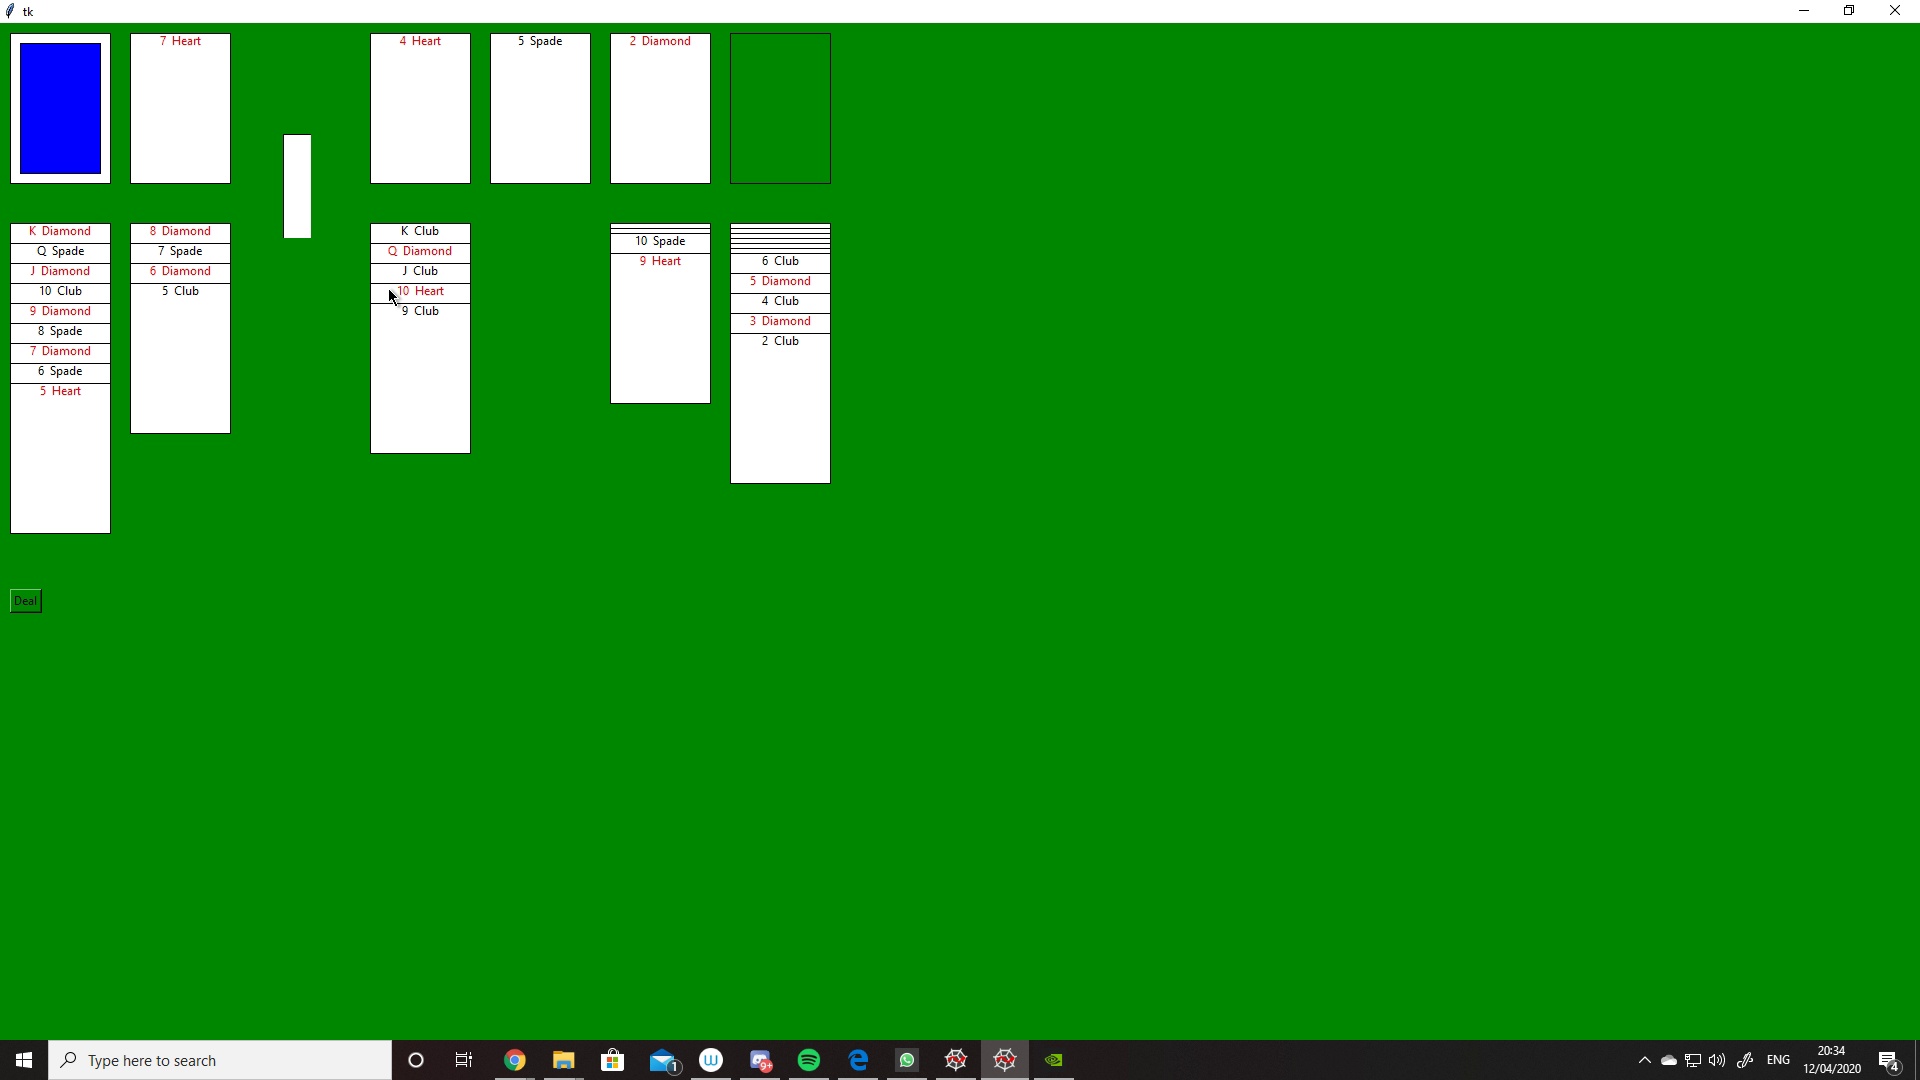 tk
7 Heart
4 Heart
5 Spade
2 Diamond
K Diamond
Q Spade
J Diamond
10 Club
9 Diamond
8 Spade
7 Diamond
6 Spade
5 Heart
8 Diamond
7 Spade
6 Diamond
5 Club
K Club
Q Diamond
J Club
10 Heart
9 Club
10 Spade
9 Heart
6 Club
5 Diamond
4 Club
3 Diamond
2 Club
Deal
Type here to search
1
W
9+
ENG
20:34
12/04/2020
4